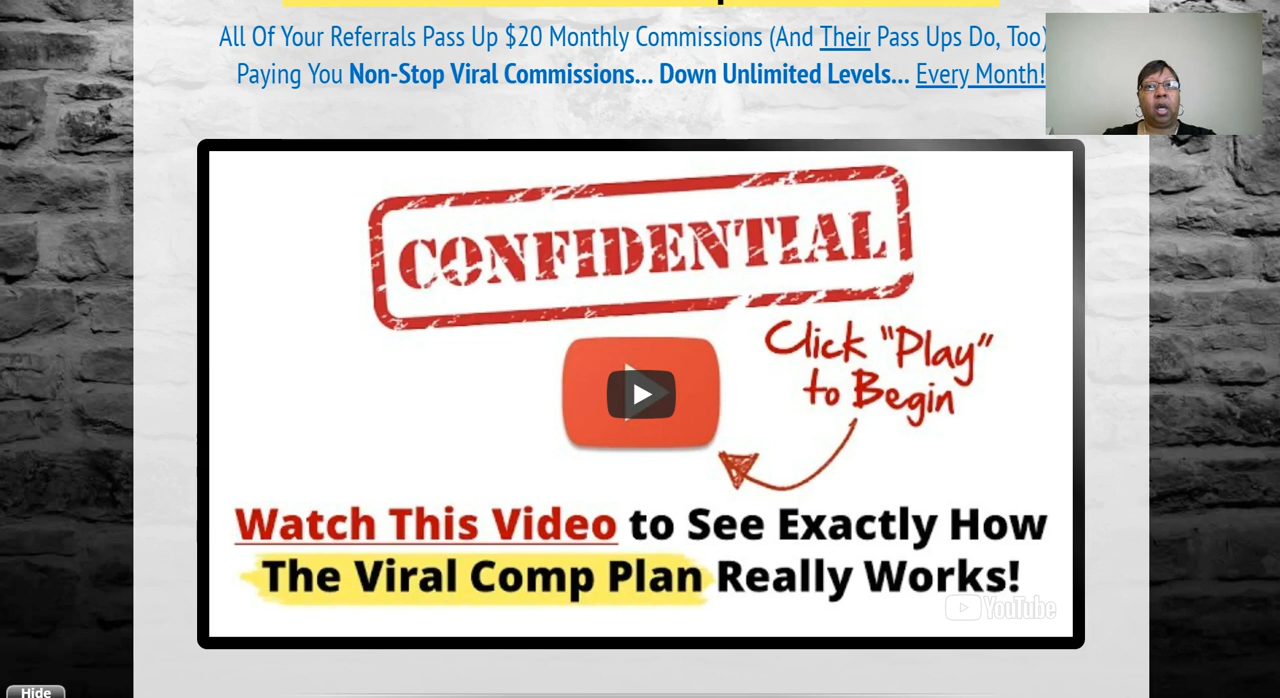 All Of Your Referrals Pass Up $20 Monthly Commissions (And Their Pass Ups Do, Too)
Paying You Non-Stop Viral Commissions... Down Unlimited Levels... Every Month!
CONFIDENTIAL
Click "Play"
to Begin
Watch This Video to See Exactly How
The Viral Comp Plan Really Works!
YouTube
Hide